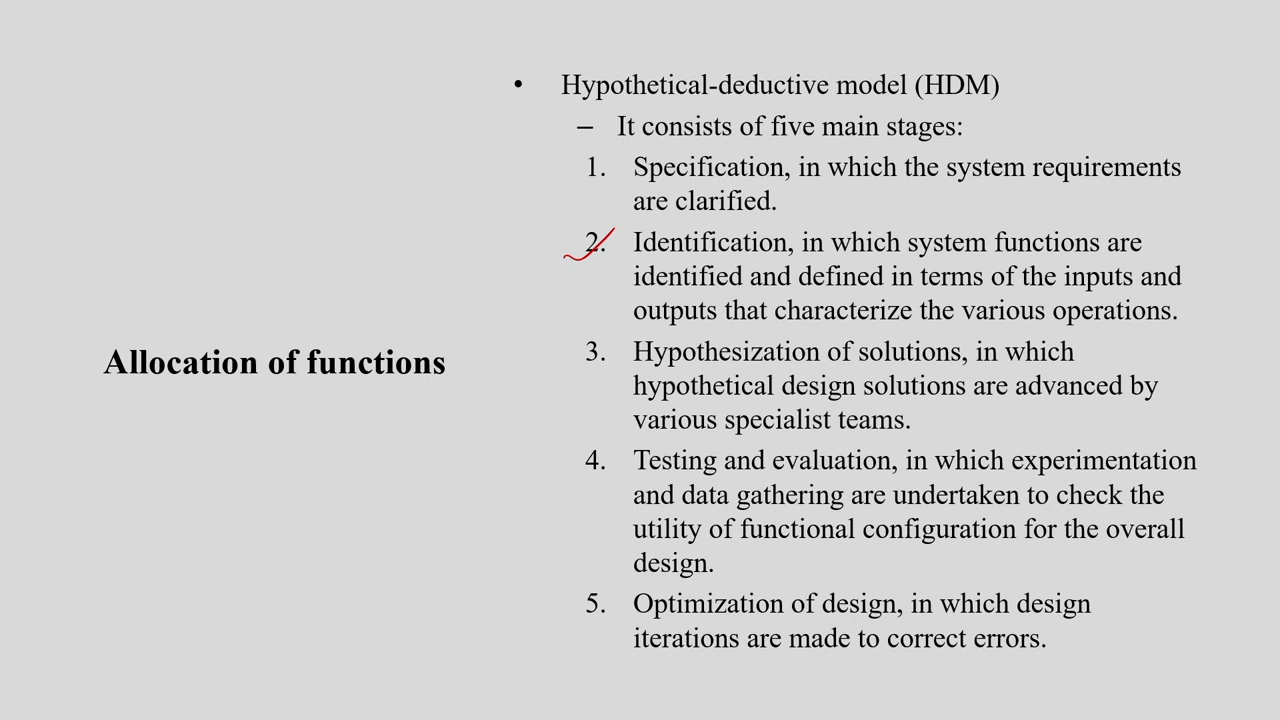 Allocation of functions
• Hypothetical-deductive model (HDM)
– It consists of five main stages:
1. Specification, in which the system requirements
are clarified.
2. Identification, in which system functions are
identified and defined in terms of the inputs and
outputs that characterize the various operations.
3. Hypothesization of solutions, in which
hypothetical design solutions are advanced by
various specialist teams.
4. Testing and evaluation, in which experimentation
and data gathering are undertaken to check the
utility of functional configuration for the overall
design.
5. Optimization of design, in which design
iterations are made to correct errors.